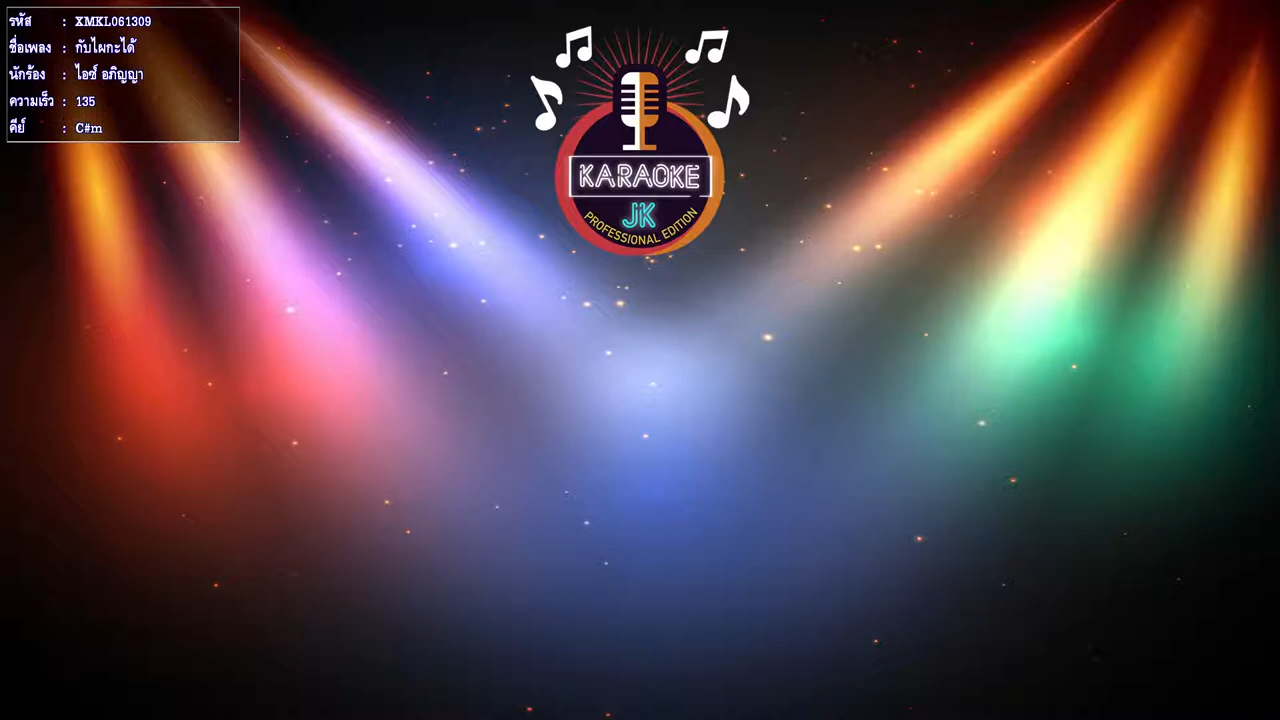 รหัส : XMKL061309
ชื่อเพลง : กับไผกะได้
นักร้อง : ไอซ์ อภิญญา
ความเร็ว : 135
คีย์ : C#m
KARAOKE
JK
PROFESSIONAL EDITION